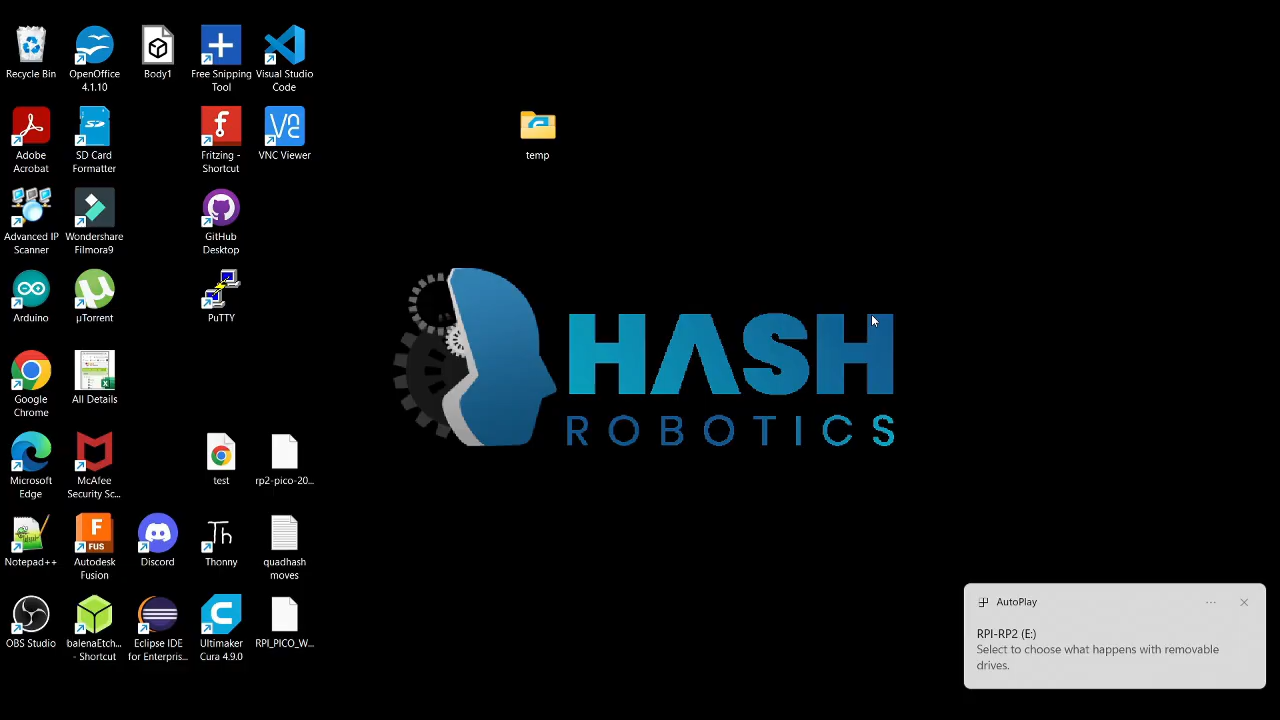 Recycle Bin
OpenOffice
4.1.10
Body1
Free Snipping
Tool
Visual Studio
Code
Adobe
Acrobat
SD Card
Formatter
Fritzing -
Shortcut
VNC Viewer
temp
Advanced IP
Scanner
Wondershare
Filmora9
GitHub
Desktop
Arduino
µTorrent
PuTTY
Google
Chrome
All Details
HASH
ROBOTICS
Microsoft
Edge
McAfee
Security Sc...
test
rp2-pico-20...
Notepad++
Autodesk
Fusion
Discord
Thonny
quadhash
moves
OBS Studio
balenaEtch...
- Shortcut
Eclipse IDE
for Enterpris...
Ultimaker
Cura 4.9.0
RPI_PICO_W...
AutoPlay
RPI-RP2 (E:)
Select to choose what happens with removable
drives.